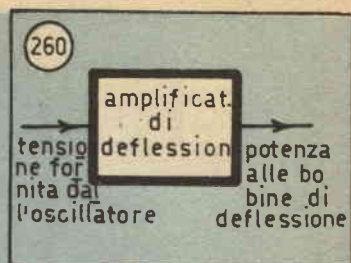 260
amplificat.
di
deflession
tensio
ne for
nita dal
l'oscillatore
potenza
alle bo
bine di
deflessione